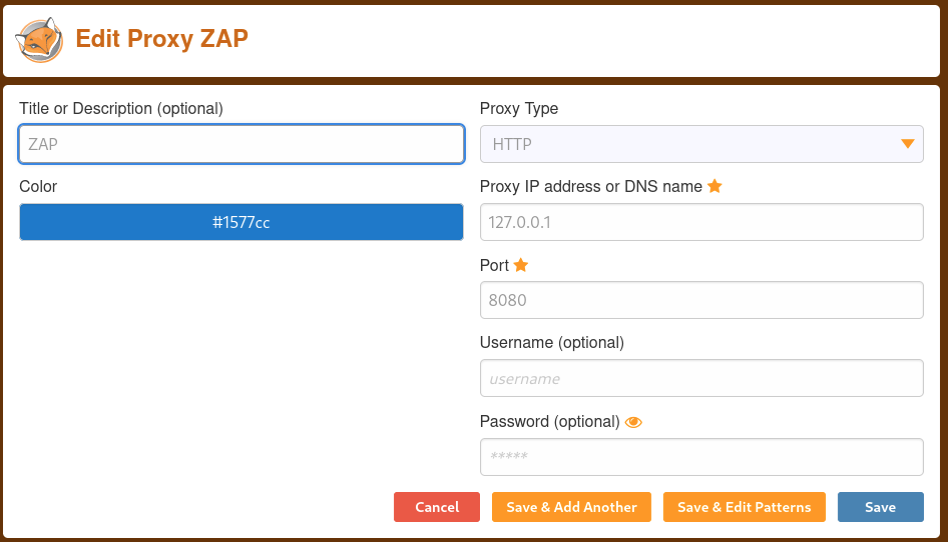 Edit Proxy ZAP
Title or Description (optional)
ZAP
Color
#1577cc
Proxy Type
HTTP
Proxy IP address or DNS name
127.0.0.1
Port
8080
Username (optional)
username
Password (optional)
*****
Cancel
Save & Add Another
Save & Edit Patterns
Save